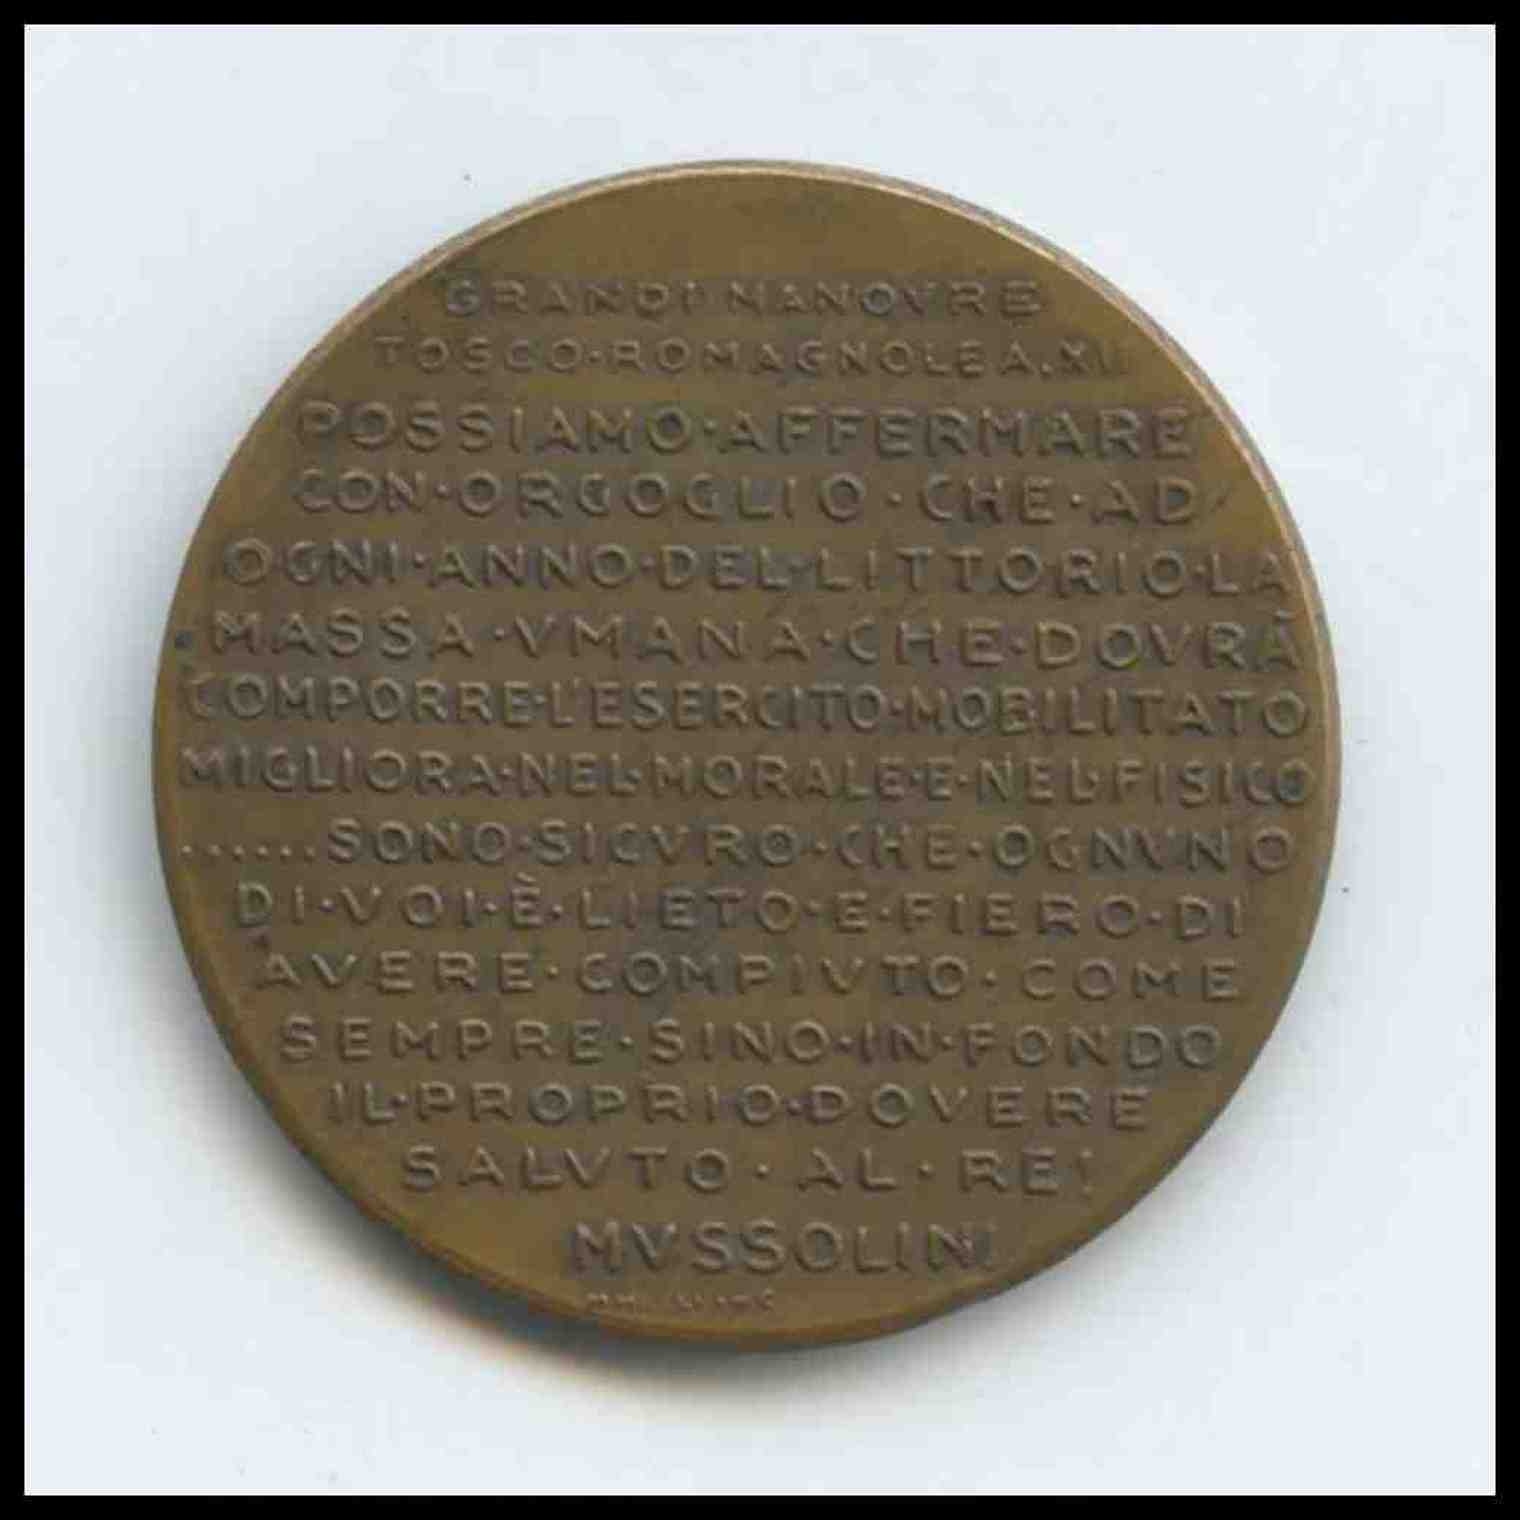 GRANDI MANOVRE
TOSCO·ROMAGNOLE A.XII
POSSIAMO·AFFERMARE
CON·ORGOGLIO·CHE·AD
OGNI·ANNO·DEL·LITTORIO·LA
MASSA·VMANA·CHE·DOVRÀ
COMPORRE·L'ESERCITO·MOBILITATO
MIGLIORA·NEL·MORALE·E·NEL·FISICO
......SONO·SICVRO·CHE·OGNVNO
DI·VOI·È·LIETO·E·FIERO·DI
AVERE·COMPIVTO·COME
SEMPRE·SINO·IN·FONDO
IL·PROPRIO·DOVERE
SALVTO·AL·RE!
MVSSOLINI